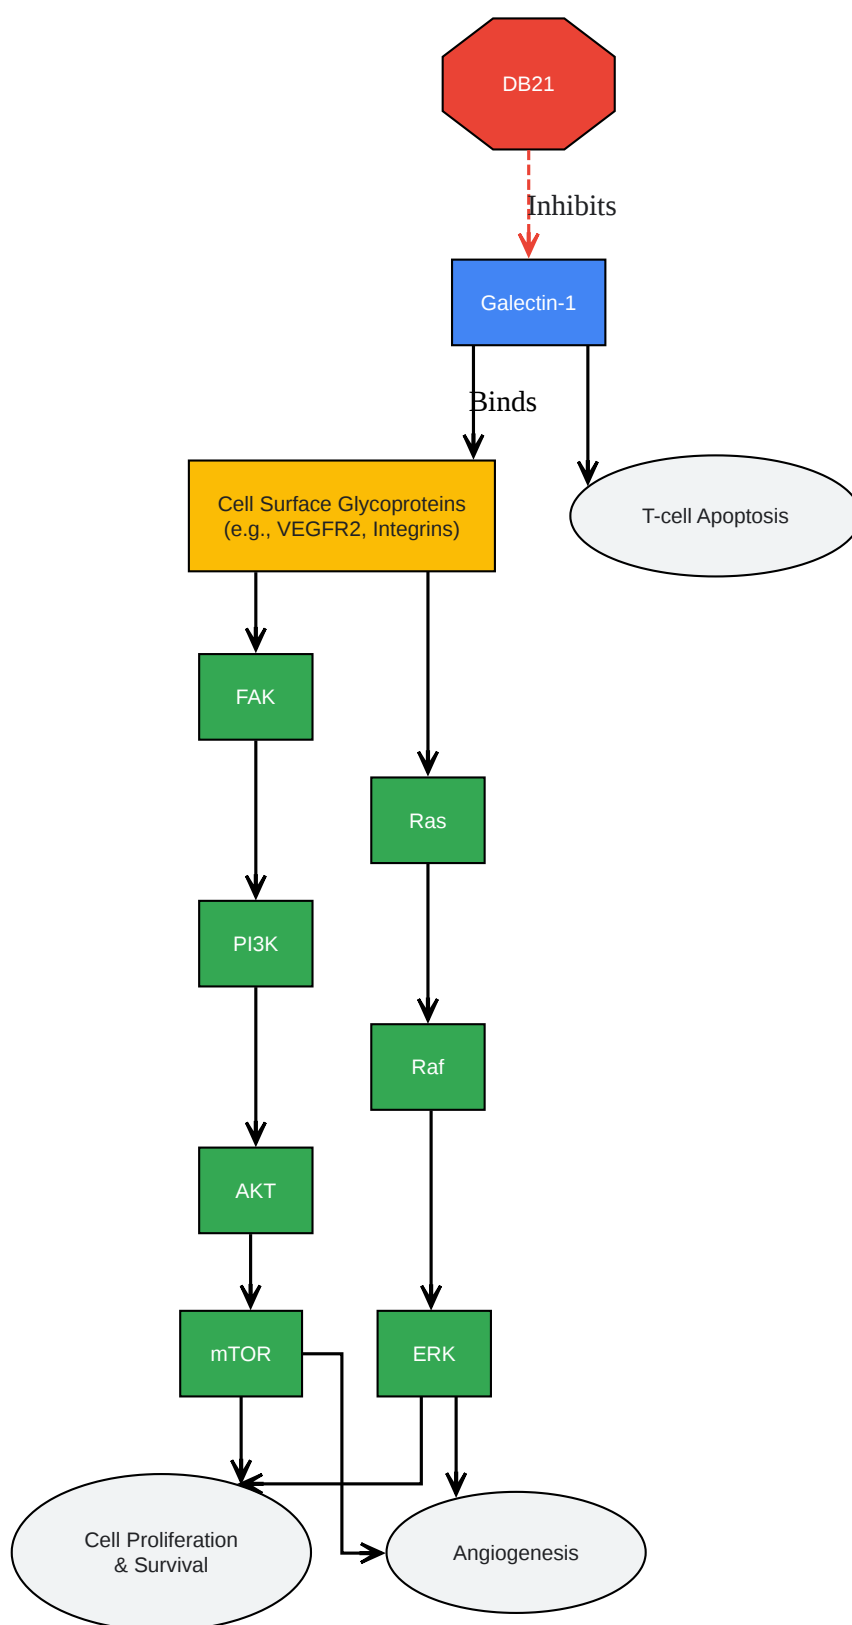 DB21
Inhibits
Galectin-1
Binds
Cell Surface Glycoproteins
(e.g., VEGFR2, Integrins)
T-cell Apoptosis
FAK
Ras
PI3K
Raf
AKT
mTOR
ERK
Cell Proliferation
& Survival
Angiogenesis